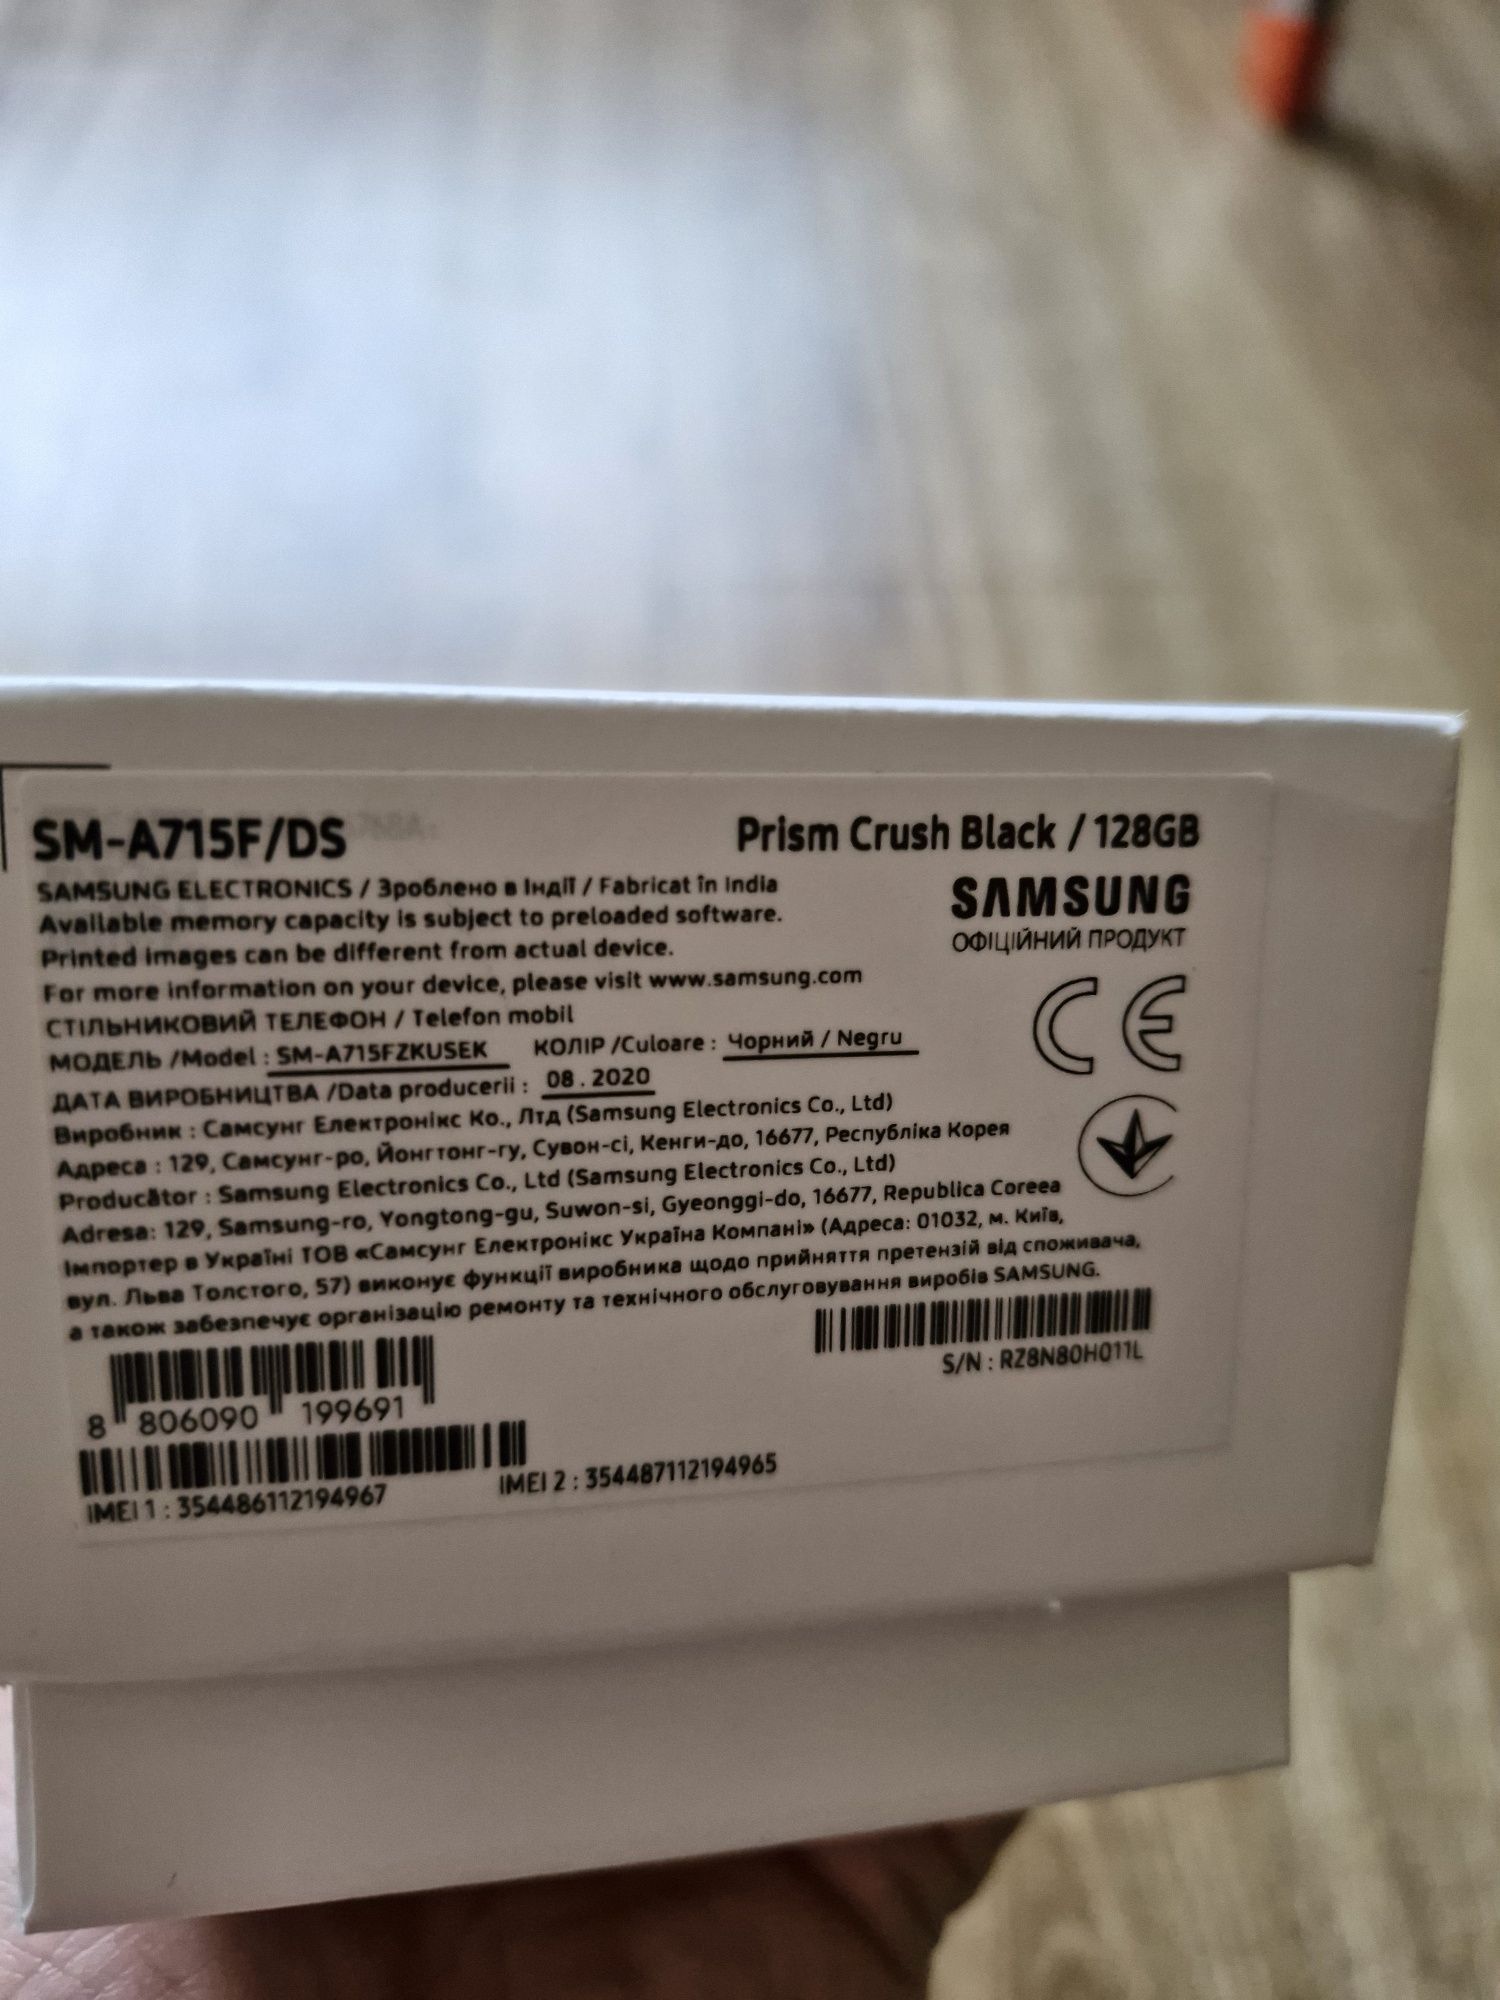 SM-A715F/DS
Prism Crush Black / 128GB
SAMSUNG ELECTRONICS / Зроблено в Індії / Fabricat în India
Available memory capacity is subject to preloaded software.
Printed images can be different from actual device.
For more information on your device, please visit www.samsung.com
SAMSUNG
ОФІЦІЙНИЙ ПРОДУКТ
CE
СТІЛЬНИКОВИЙ ТЕЛЕФОН / Telefon mobil
МОДЕЛЬ /Model : SM-A715FZKUSEK КОЛІР /Culoare : Чорний / Negru
ДАТА ВИРОБНИЦТВА /Data producerii : 08 . 2020
Виробник : Самсунг Електронікс Ко., Лтд (Samsung Electronics Co., Ltd)
Адреса : 129, Самсунг-ро, Йонгтонг-гу, Сувон-сі, Кенги-до, 16677, Республіка Корея
Producător : Samsung Electronics Co., Ltd (Samsung Electronics Co., Ltd)
Adresa: 129, Samsung-ro, Yongtong-gu, Suwon-si, Gyeonggi-do, 16677, Republica Coreea
Імпортер в Україні ТОВ «Самсунг Електронікс Україна Компані» (Адреса: 01032, м. Київ,
вул. Льва Толстого, 57) виконує функції виробника щодо прийняття претензій від споживача,
а також забезпечує організацію ремонту та технічного обслуговування виробів SAMSUNG.
S/N : RZ8N80H011L
8 806090 199691
IMEI 1 : 354486112194967
IMEI 2 : 354487112194965